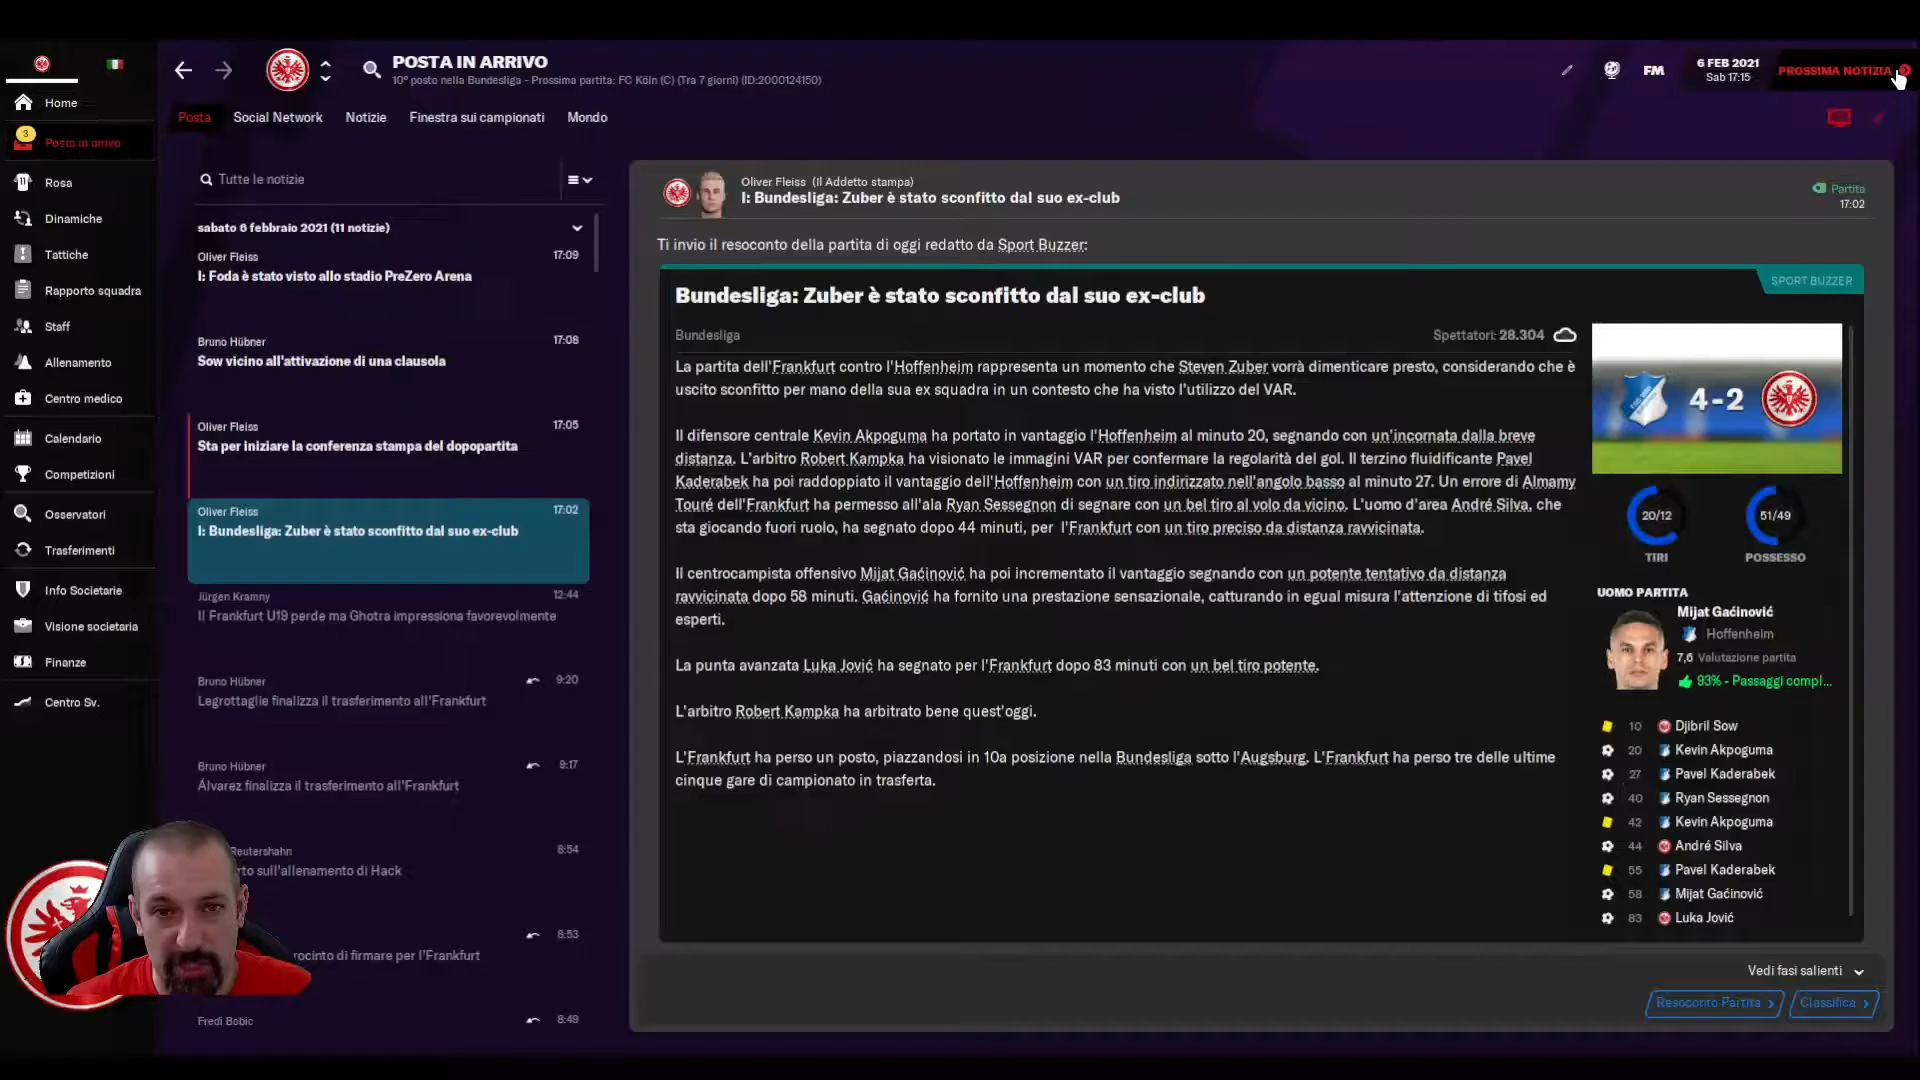 POSTA IN ARRIVO
10° posto nella Bundesliga - Prossima partita: FC Köln (C) (Tra 7 giorni) (ID:2000124150)
FM
6 FEB 2021
Sab 17:15
PROSSIMA NOTIZIA
Home
3
Posta in arrivo
Rosa
Dinamiche
Tattiche
Rapporto squadra
Staff
Allenamento
Centro medico
Calendario
Competizioni
Osservatori
Trasferimenti
Info Societarie
Visione societaria
Finanze
Centro Sv.
Posta
Social Network
Notizie
Finestra sui campionati
Mondo
Tutte le notizie
sabato 6 febbraio 2021 (11 notizie)
Oliver Fleiss 17:09
I: Foda è stato visto allo stadio PreZero Arena
Bruno Hübner 17:08
Sow vicino all'attivazione di una clausola
Oliver Fleiss 17:05
Sta per iniziare la conferenza stampa del dopopartita
Oliver Fleiss 17:02
I: Bundesliga: Zuber è stato sconfitto dal suo ex-club
Jürgen Kramny 12:44
Il Frankfurt U19 perde ma Ghotra impressiona favorevolmente
Bruno Hübner 9:20
Legrottaglie finalizza il trasferimento all'Frankfurt
Bruno Hübner 9:17
Álvarez finalizza il trasferimento all'Frankfurt
Reutershahn 8:54
rto sull'allenamento di Hack
8:53
rocinto di firmare per l'Frankfurt
Fredi Bobic 8:49
Oliver Fleiss (Il Addetto stampa)
I: Bundesliga: Zuber è stato sconfitto dal suo ex-club
Partita
17:02
Ti invio il resoconto della partita di oggi redatto da Sport Buzzer:
SPORT BUZZER
Bundesliga: Zuber è stato sconfitto dal suo ex-club
Bundesliga
Spettatori: 28.304
La partita dell'Frankfurt contro l'Hoffenheim rappresenta un momento che Steven Zuber vorrà dimenticare presto, considerando che è
uscito sconfitto per mano della sua ex squadra in un contesto che ha visto l'utilizzo del VAR.
Il difensore centrale Kevin Akpoguma ha portato in vantaggio l'Hoffenheim al minuto 20, segnando con un'incornata dalla breve
distanza. L'arbitro Robert Kampka ha visionato le immagini VAR per confermare la regolarità del gol. Il terzino fluidificante Pavel
Kaderabek ha poi raddoppiato il vantaggio dell'Hoffenheim con un tiro indirizzato nell'angolo basso al minuto 27. Un errore di Almamy
Touré dell'Frankfurt ha permesso all'ala Ryan Sessegnon di segnare con un bel tiro al volo da vicino. L'uomo d'area André Silva, che
sta giocando fuori ruolo, ha segnato dopo 44 minuti, per l'Frankfurt con un tiro preciso da distanza ravvicinata.
Il centrocampista offensivo Mijat Gaćinović ha poi incrementato il vantaggio segnando con un potente tentativo da distanza
ravvicinata dopo 58 minuti. Gaćinović ha fornito una prestazione sensazionale, catturando in egual misura l'attenzione di tifosi ed
esperti.
La punta avanzata Luka Jović ha segnato per l'Frankfurt dopo 83 minuti con un bel tiro potente.
L'arbitro Robert Kampka ha arbitrato bene quest'oggi.
L'Frankfurt ha perso un posto, piazzandosi in 10a posizione nella Bundesliga sotto l'Augsburg. L'Frankfurt ha perso tre delle ultime
cinque gare di campionato in trasferta.
4-2
20/12
TIRI
51/49
POSSESSO
UOMO PARTITA
Mijat Gaćinović
Hoffenheim
7,6 Valutazione partita
93% - Passaggi compl...
10 Djibril Sow
20 Kevin Akpoguma
27 Pavel Kaderabek
40 Ryan Sessegnon
42 Kevin Akpoguma
44 André Silva
55 Pavel Kaderabek
58 Mijat Gaćinović
83 Luka Jović
Vedi fasi salienti
Resoconto Partita
Classifica